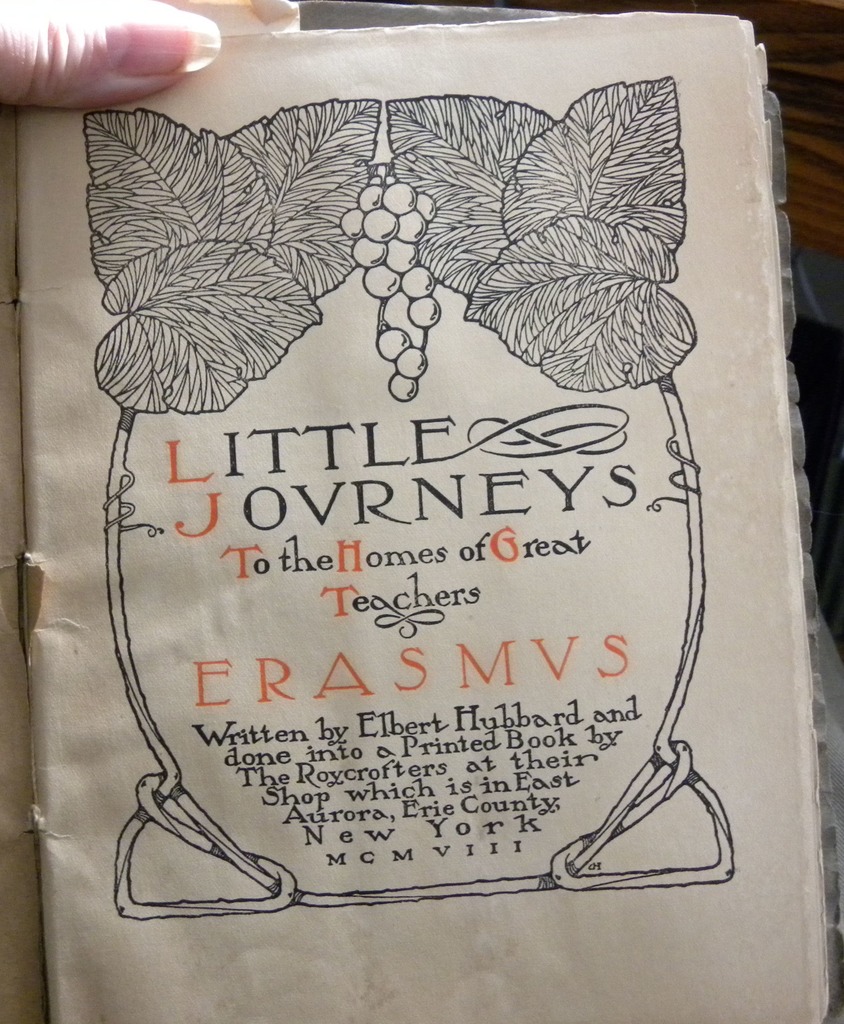 LITTLE
JOVRNEYS
To the Homes of Great
Teachers
ERASMVS
Written by Elbert Hubbard and
done into a Printed Book by
The Roycrofters at their
Shop which is in East
Aurora, Erie County,
New York
MCMVIII